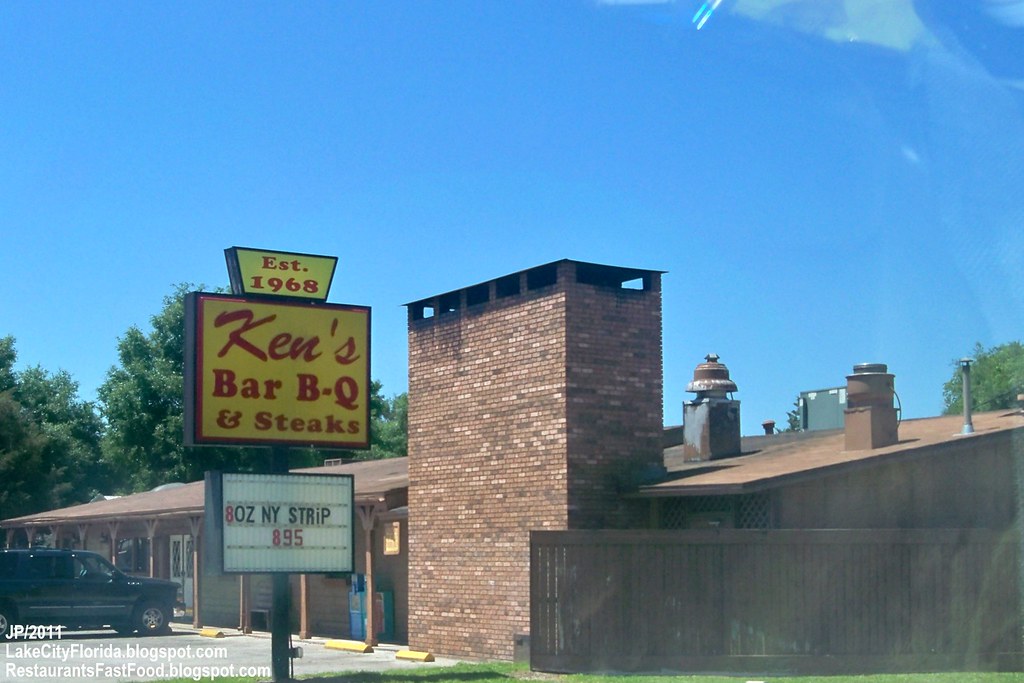 Est.
1968
Ken's
Bar B-Q
& Steaks
8OZ NY STRiP
895
JP/2011
LakeCityFlorida.blogspot.com
RestaurantsFastFood.blogspot.com